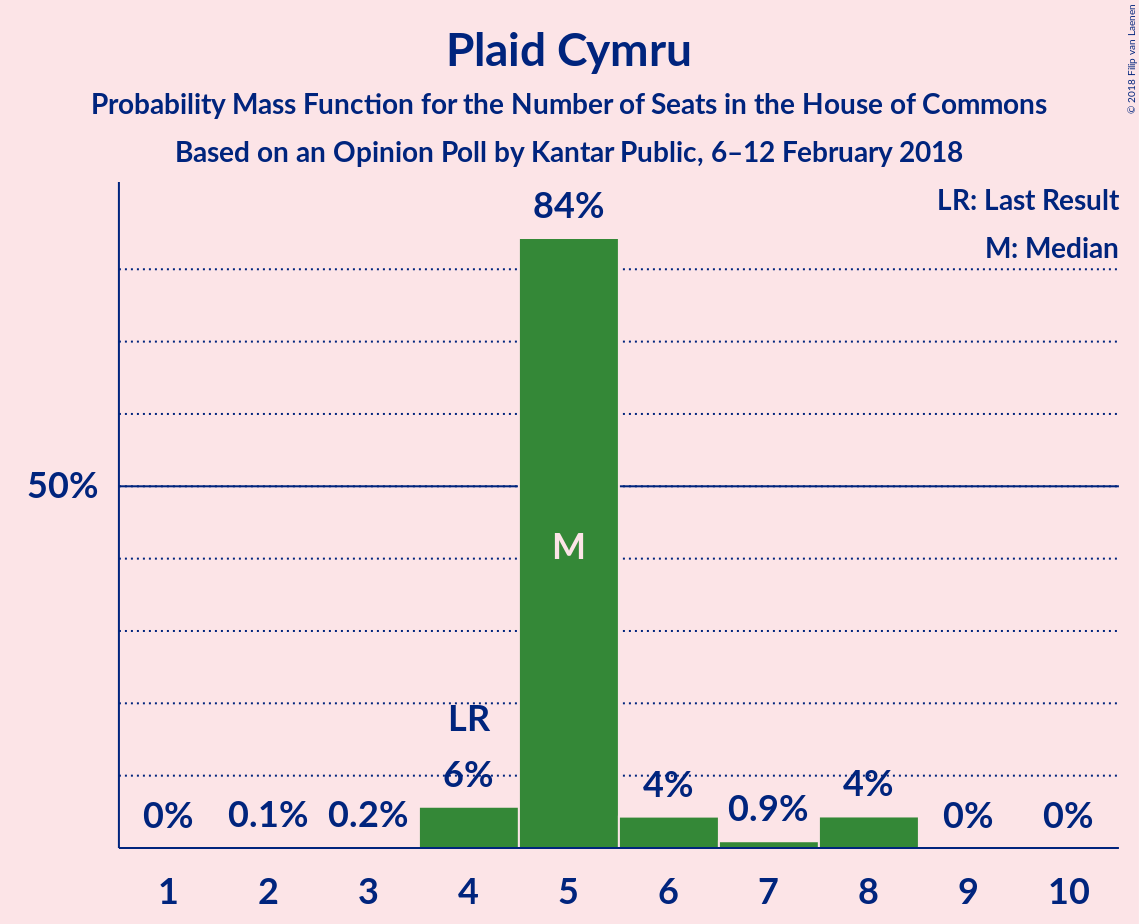 Plaid Cymru
Probability Mass Function for the Number of Seats in the House of Commons
Based on an Opinion Poll by Kantar Public, 6–12 February 2018
© 2018 Filip van Laenen
LR: Last Result
M: Median
84%
50%
M
LR
6%
0%
0.1%
0.2%
4%
0.9%
4%
0%
0%
1 2 3 4 5 6 7 8 9 10